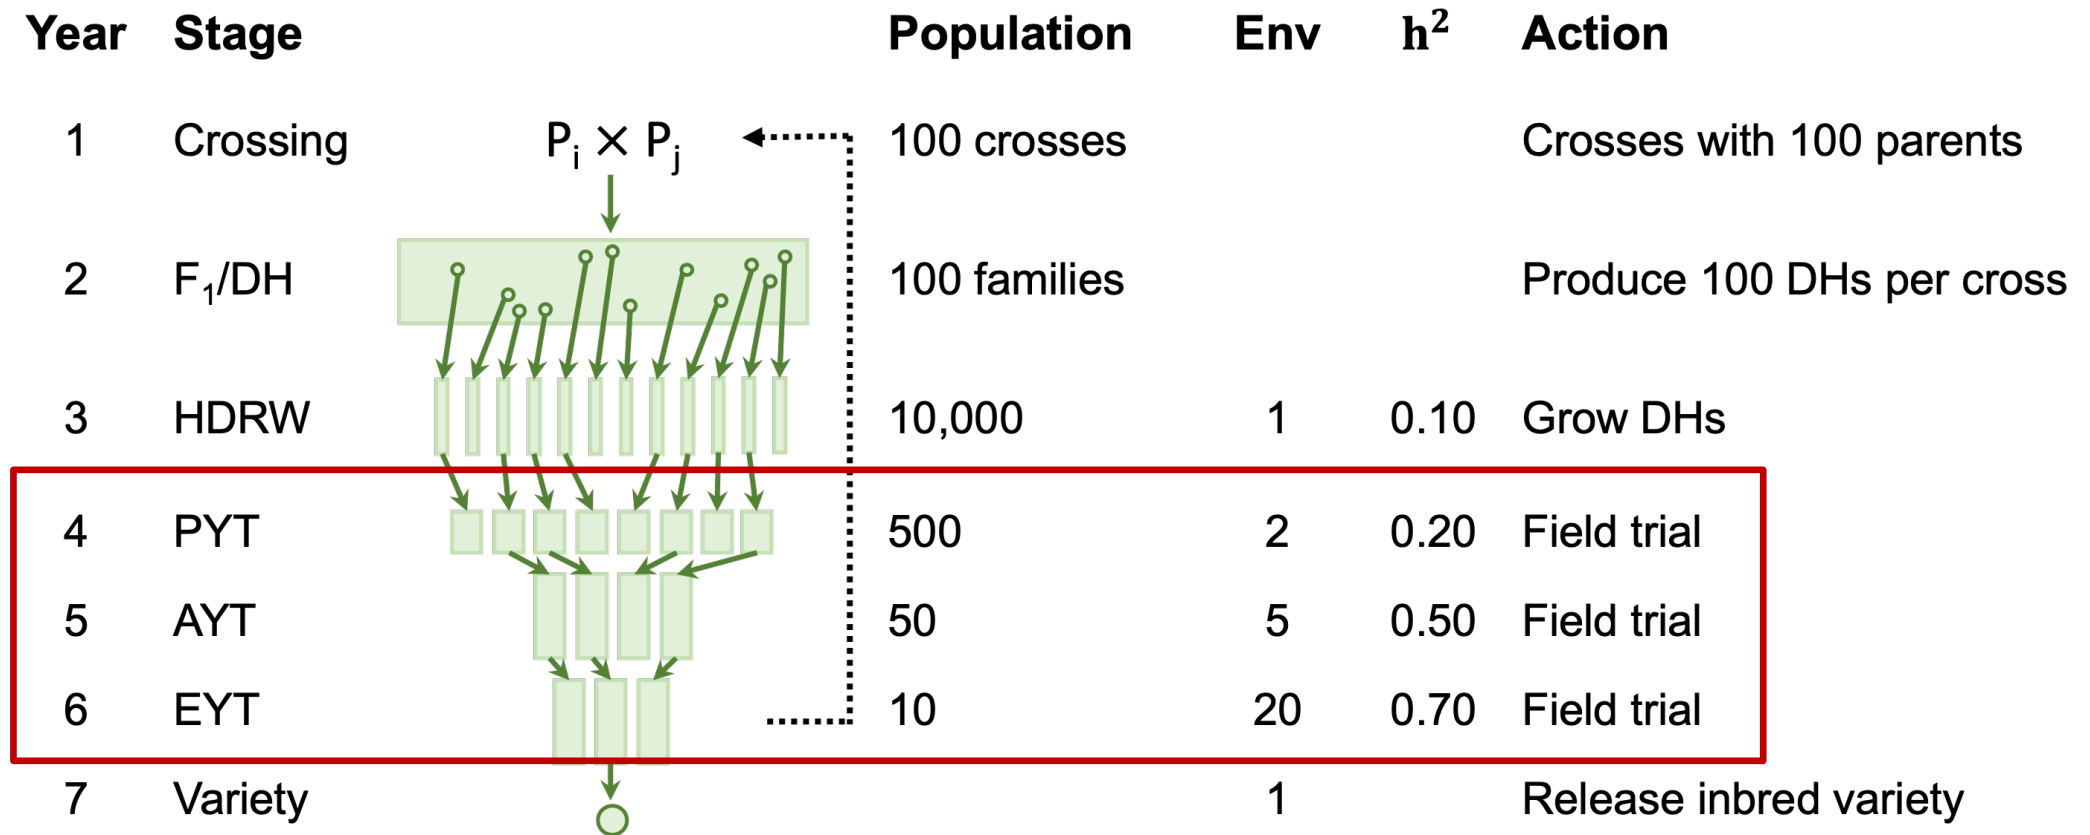 Year Stage Population Env h² Action
1 Crossing Pᵢ × Pⱼ 100 crosses Crosses with 100 parents
2 F₁/DH 100 families Produce 100 DHs per cross
3 HDRW 10,000 1 0.10 Grow DHs
4 PYT 500 2 0.20 Field trial
5 AYT 50 5 0.50 Field trial
6 EYT 10 20 0.70 Field trial
7 Variety 1 Release inbred variety